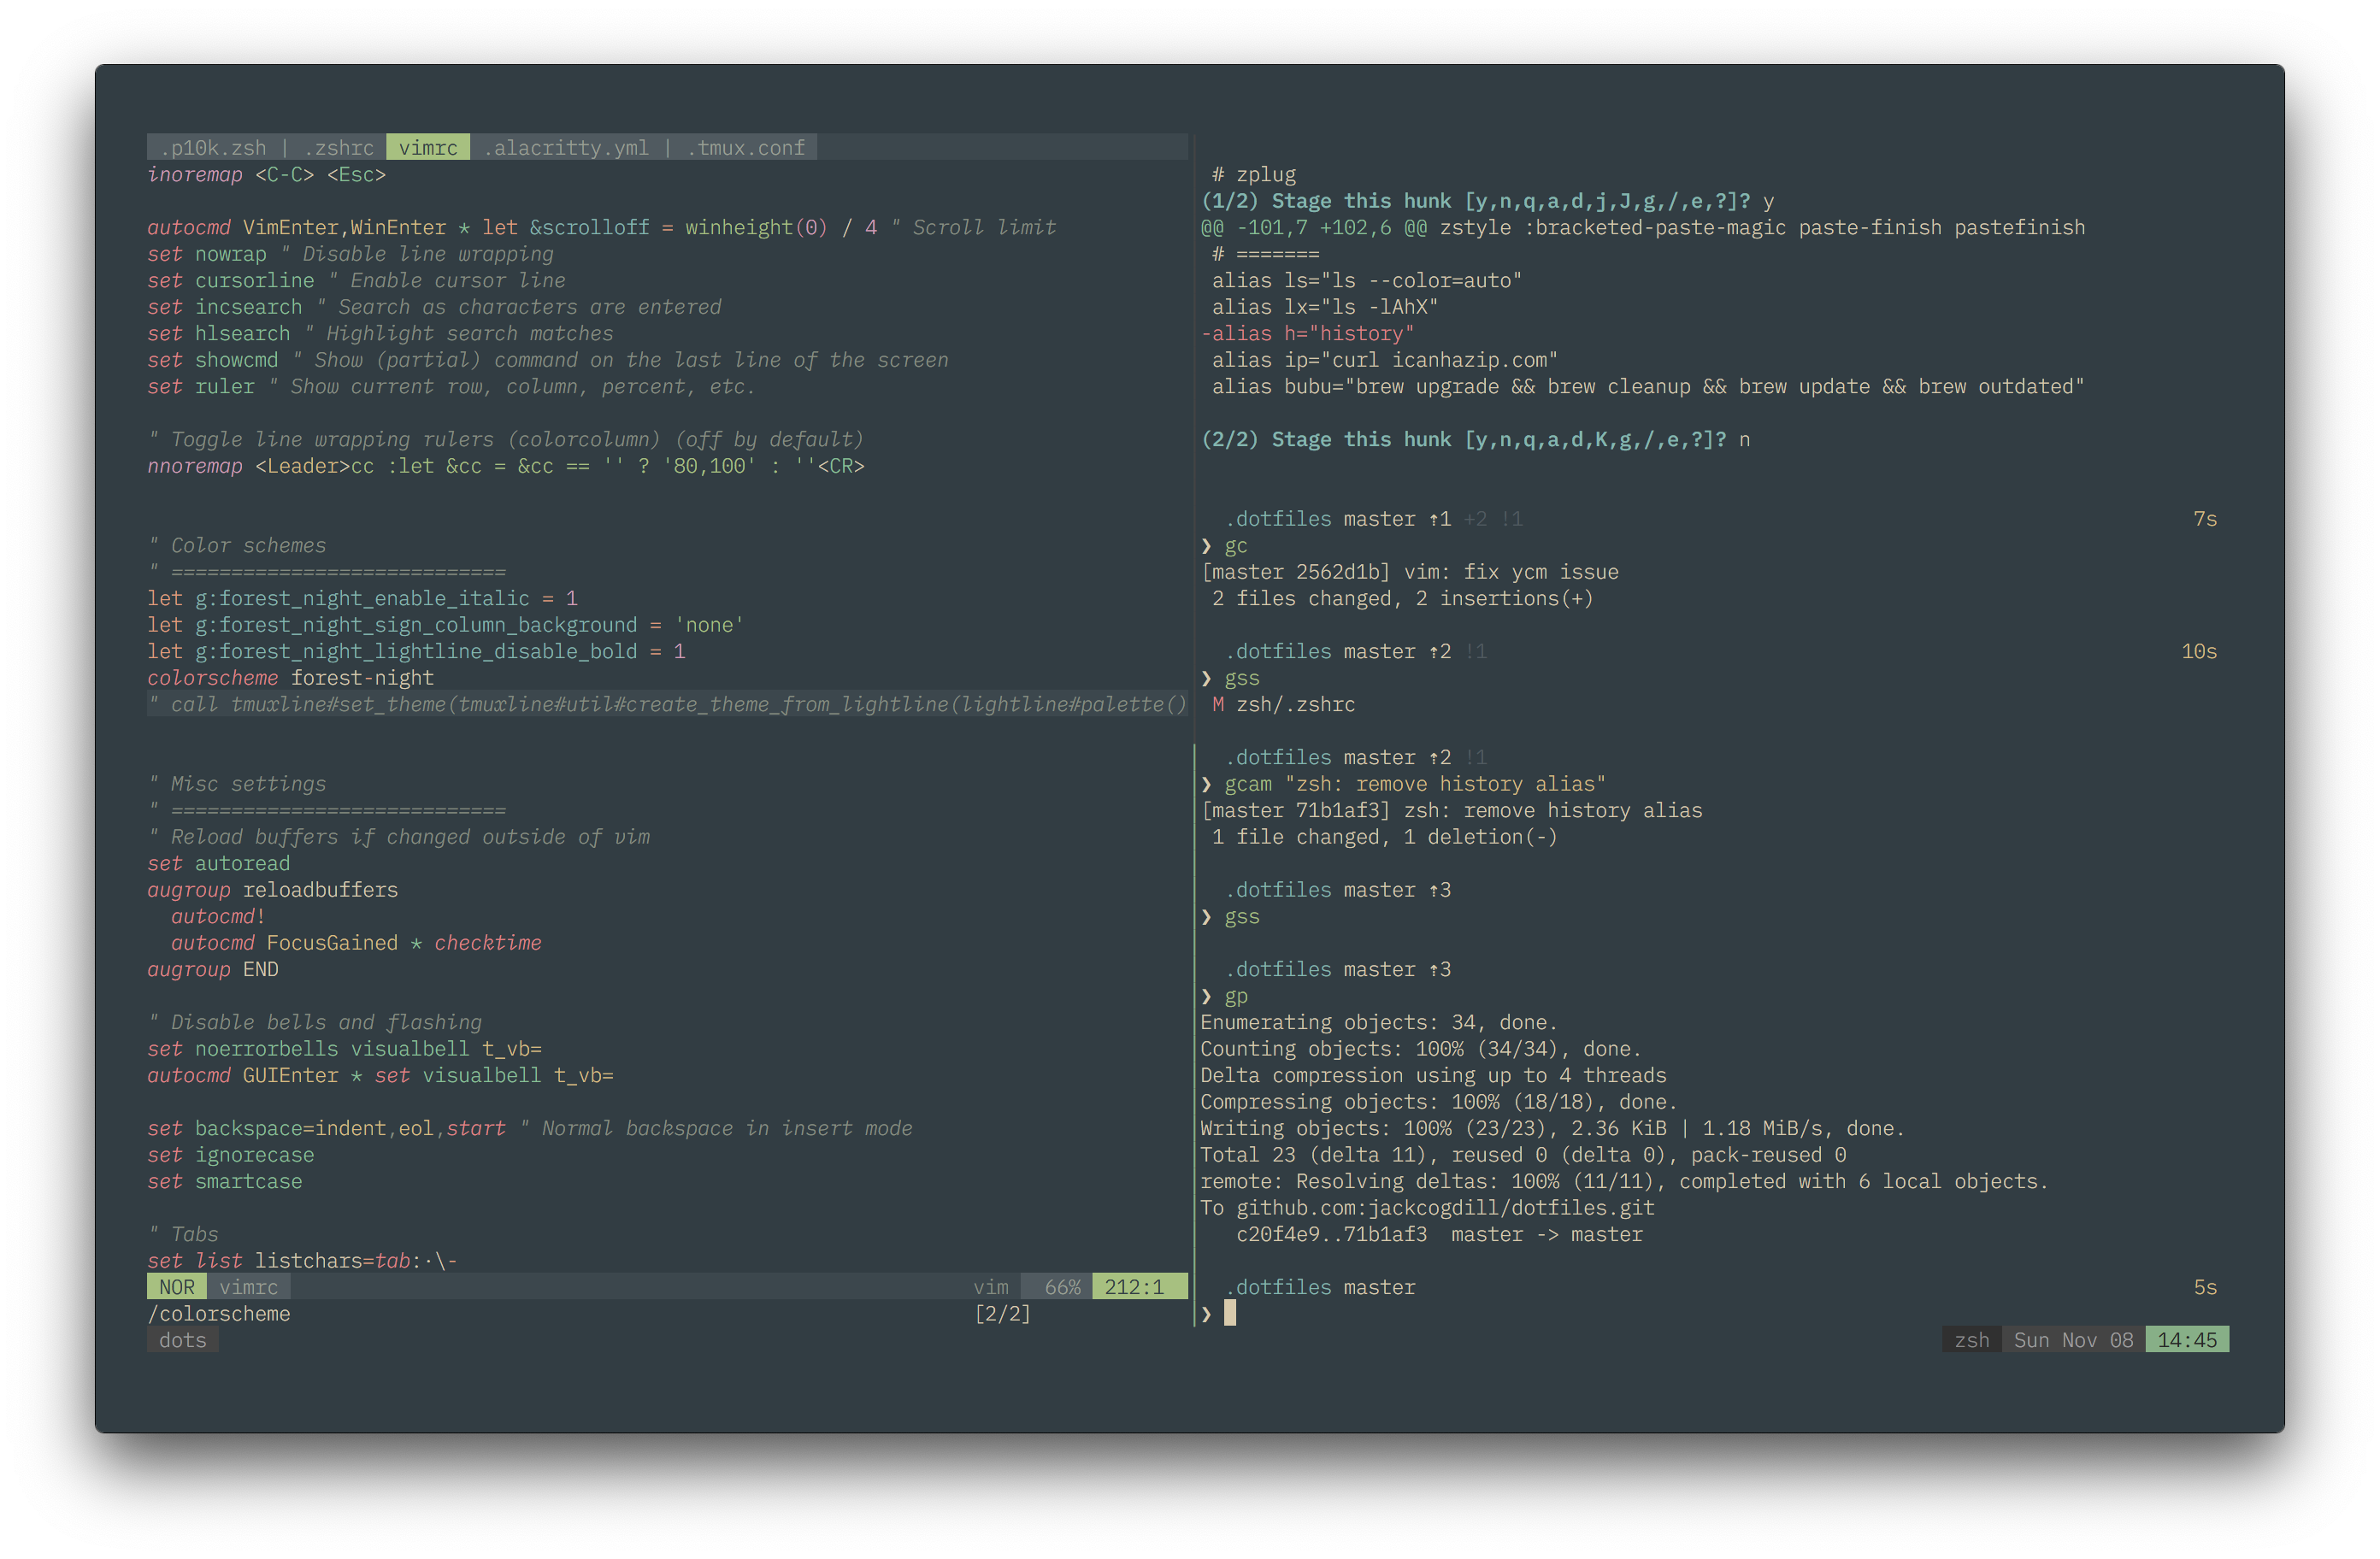 .p10k.zsh | .zshrc vimrc .alacritty.yml | .tmux.conf
inoremap <C-C> <Esc>
autocmd VimEnter,WinEnter * let &scrolloff = winheight(0) / 4 " Scroll limit
set nowrap " Disable line wrapping
set cursorline " Enable cursor line
set incsearch " Search as characters are entered
set hlsearch " Highlight search matches
set showcmd " Show (partial) command on the last line of the screen
set ruler " Show current row, column, percent, etc.
" Toggle line wrapping rulers (colorcolumn) (off by default)
nnoremap <Leader>cc :let &cc = &cc == '' ? '80,100' : ''<CR>
" Color schemes
" ============================
let g:forest_night_enable_italic = 1
let g:forest_night_sign_column_background = 'none'
let g:forest_night_lightline_disable_bold = 1
colorscheme forest-night
" call tmuxline#set_theme(tmuxline#util#create_theme_from_lightline(lightline#palette()
" Misc settings
" ============================
" Reload buffers if changed outside of vim
set autoread
augroup reloadbuffers
  autocmd!
  autocmd FocusGained * checktime
augroup END
" Disable bells and flashing
set noerrorbells visualbell t_vb=
autocmd GUIEnter * set visualbell t_vb=
set backspace=indent,eol,start " Normal backspace in insert mode
set ignorecase
set smartcase
" Tabs
set list listchars=tab:·\-
NOR vimrc vim 66% 212:1
/colorscheme [2/2]
dots
 # zplug
(1/2) Stage this hunk [y,n,q,a,d,j,J,g,/,e,?]? y
@@ -101,7 +102,6 @@ zstyle :bracketed-paste-magic paste-finish pastefinish
 # =======
 alias ls="ls --color=auto"
 alias lx="ls -lAhX"
-alias h="history"
 alias ip="curl icanhazip.com"
 alias bubu="brew upgrade && brew cleanup && brew update && brew outdated"
(2/2) Stage this hunk [y,n,q,a,d,K,g,/,e,?]? n
  .dotfiles master ⇡1 +2 !1 7s
❯ gc
[master 2562d1b] vim: fix ycm issue
 2 files changed, 2 insertions(+)
  .dotfiles master ⇡2 !1 10s
❯ gss
 M zsh/.zshrc
  .dotfiles master ⇡2 !1
❯ gcam "zsh: remove history alias"
[master 71b1af3] zsh: remove history alias
 1 file changed, 1 deletion(-)
  .dotfiles master ⇡3
❯ gss
  .dotfiles master ⇡3
❯ gp
Enumerating objects: 34, done.
Counting objects: 100% (34/34), done.
Delta compression using up to 4 threads
Compressing objects: 100% (18/18), done.
Writing objects: 100% (23/23), 2.36 KiB | 1.18 MiB/s, done.
Total 23 (delta 11), reused 0 (delta 0), pack-reused 0
remote: Resolving deltas: 100% (11/11), completed with 6 local objects.
To github.com:jackcogdill/dotfiles.git
   c20f4e9..71b1af3  master -> master
  .dotfiles master 5s
❯
zsh Sun Nov 08 14:45